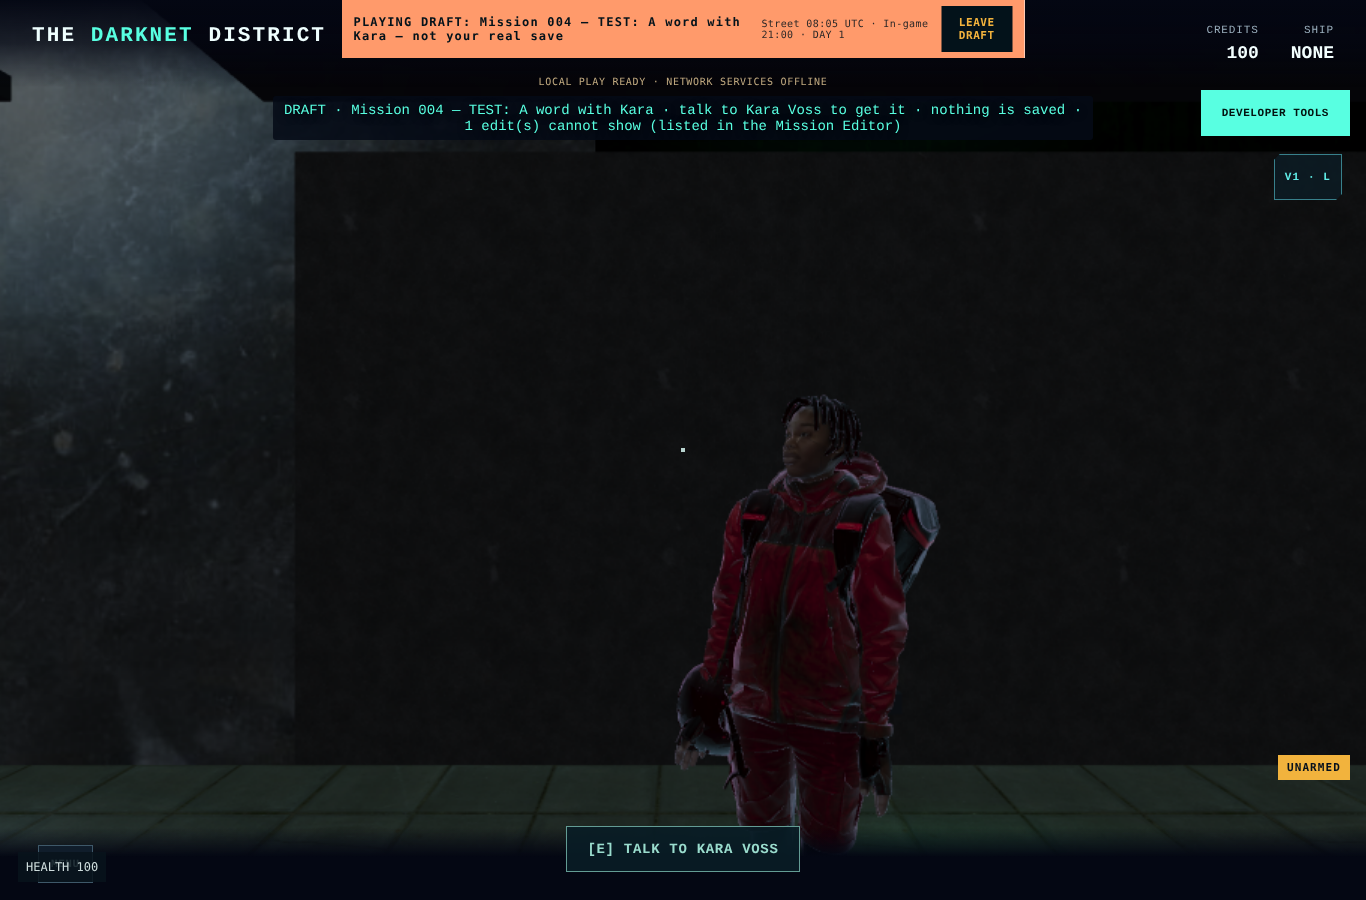 THE DARKNET DISTRICT
PLAYING DRAFT: Mission 004 — TEST: A word with
Kara — not your real save
Street 08:05 UTC · In-game
21:00 · DAY 1
LEAVE
DRAFT
CREDITS
100
SHIP
NONE
LOCAL PLAY READY · NETWORK SERVICES OFFLINE
DRAFT · Mission 004 — TEST: A word with Kara · talk to Kara Voss to get it · nothing is saved ·
1 edit(s) cannot show (listed in the Mission Editor)
DEVELOPER TOOLS
V1 · L
UNARMED
[E] TALK TO KARA VOSS
HEALTH 100